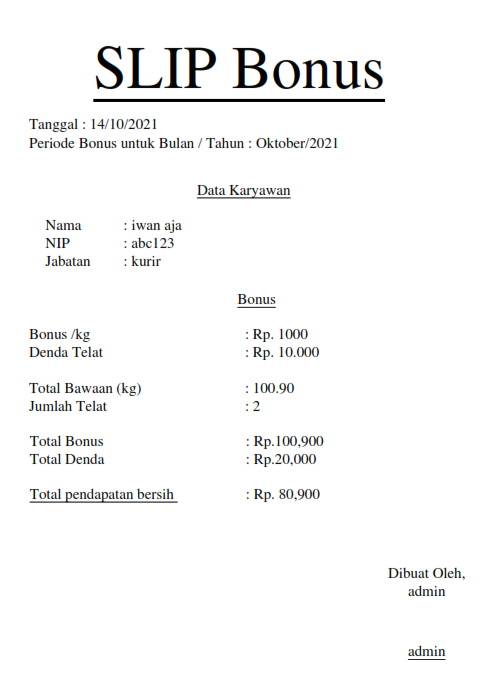 SLIP Bonus
Tanggal : 14/10/2021
Periode Bonus untuk Bulan / Tahun : Oktober/2021
Data Karyawan
Nama : iwan aja
NIP : abc123
Jabatan : kurir
Bonus
Bonus /kg : Rp. 1000
Denda Telat : Rp. 10.000
Total Bawaan (kg) : 100.90
Jumlah Telat : 2
Total Bonus : Rp.100,900
Total Denda : Rp.20,000
Total pendapatan bersih : Rp. 80,900
Dibuat Oleh,
admin
admin